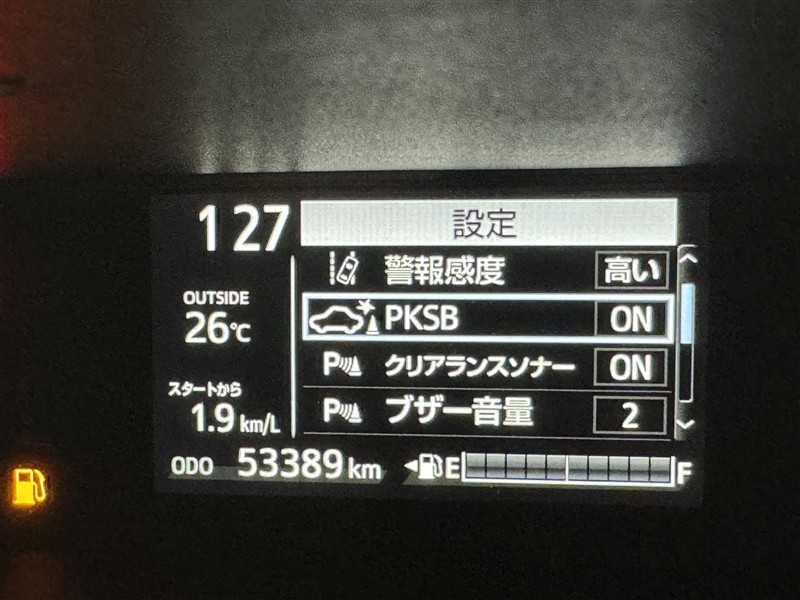 127
設定
警報感度 高い
PKSB ON
P クリアランスソナー ON
P ブザー音量 2
OUTSIDE
26℃
スタートから
1.9 km/L
ODO 53389 km E F